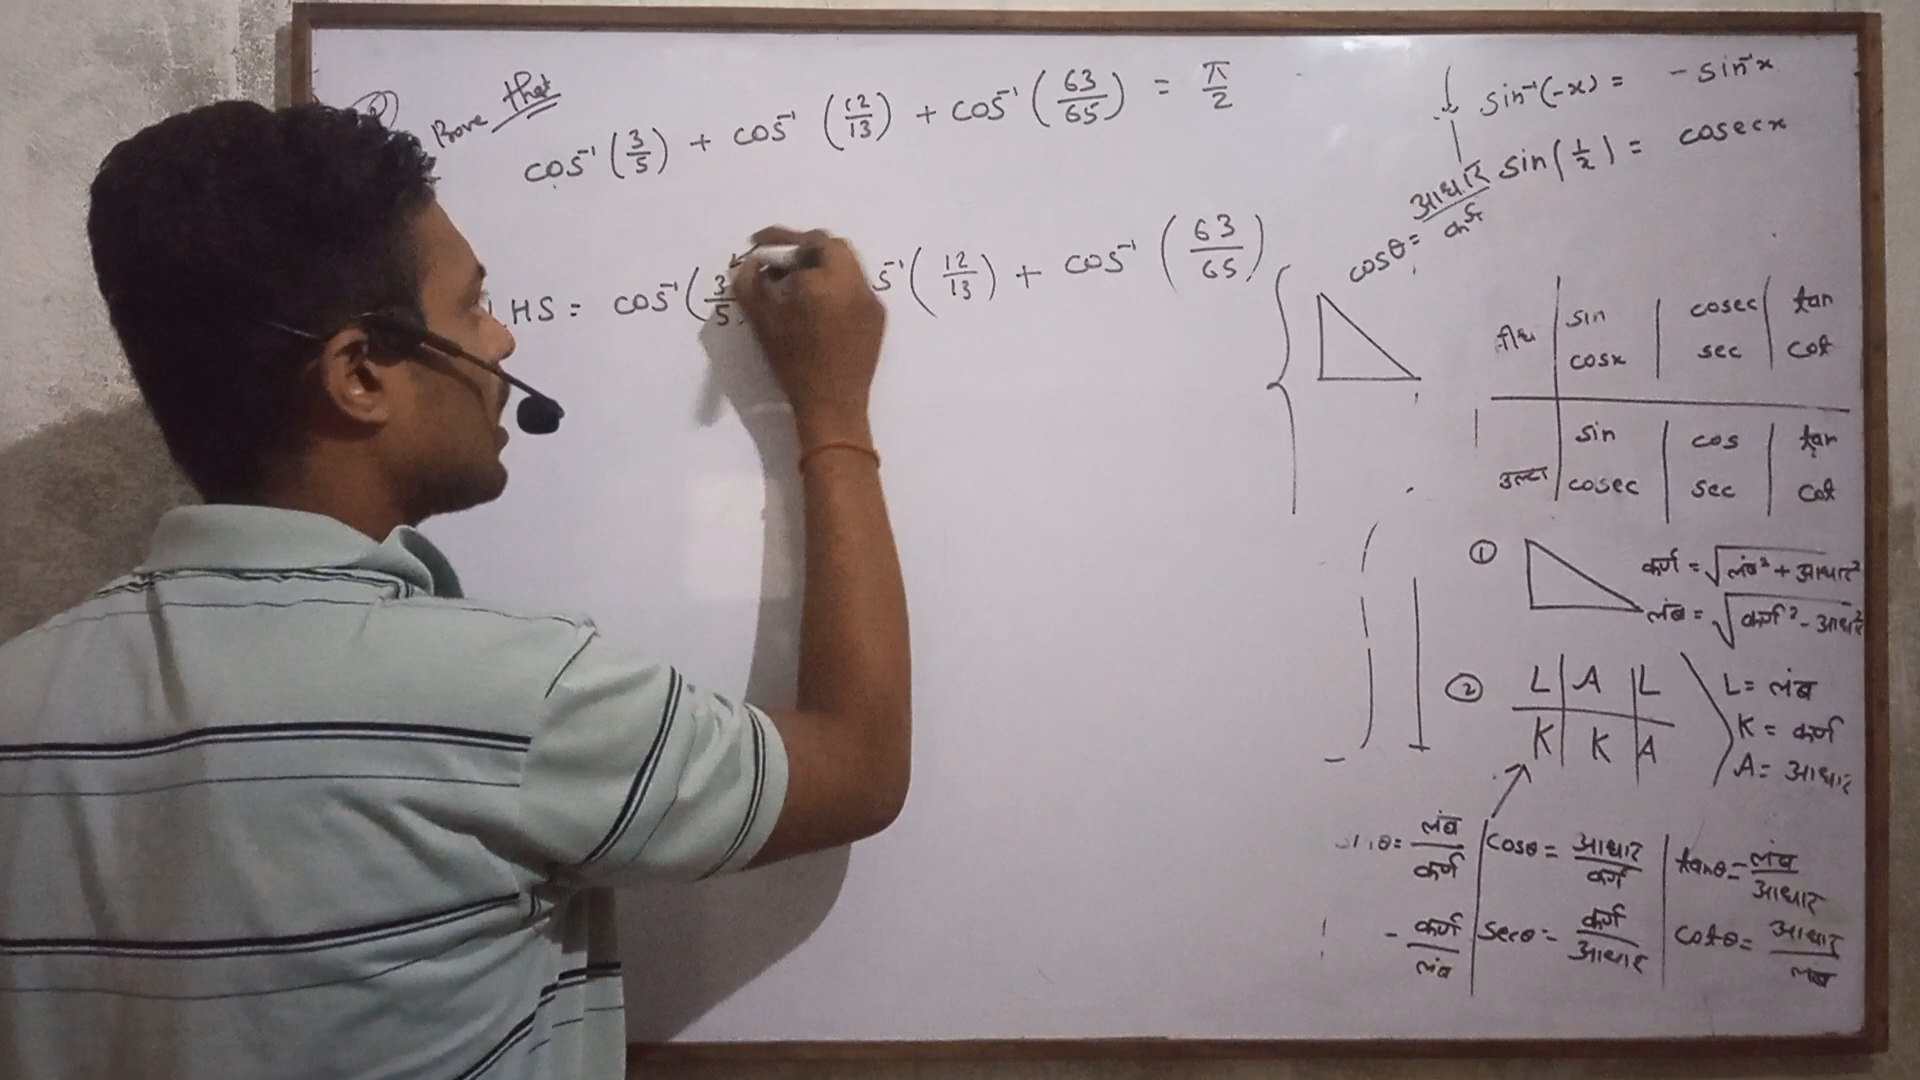 Prove that
cos⁻¹(3/5) + cos⁻¹(12/13) + cos⁻¹(63/65) = π/2
LHS = cos⁻¹(3/5 s⁻¹(12/13) + cos⁻¹(63/65)
sin⁻¹(-x) = - sin⁻¹x
sin(1/x) = cosec x
cosθ = आधार/कर्ण
sin | cosec | tan
cosx | sec | cot
उल्टा
sin | cos | tan
cosec | sec | cot
① कर्ण = √लंब² + आधार²
लंब = √कर्ण² - आधार²
② L | A | L
K | K | A
L = लंब
K = कर्ण
A = आधार
θ = लंब/कर्ण | cosθ = आधार/कर्ण | tanθ = लंब/आधार
- कर्ण/लंब | secθ = कर्ण/आधार | cotθ = आधार/लंब